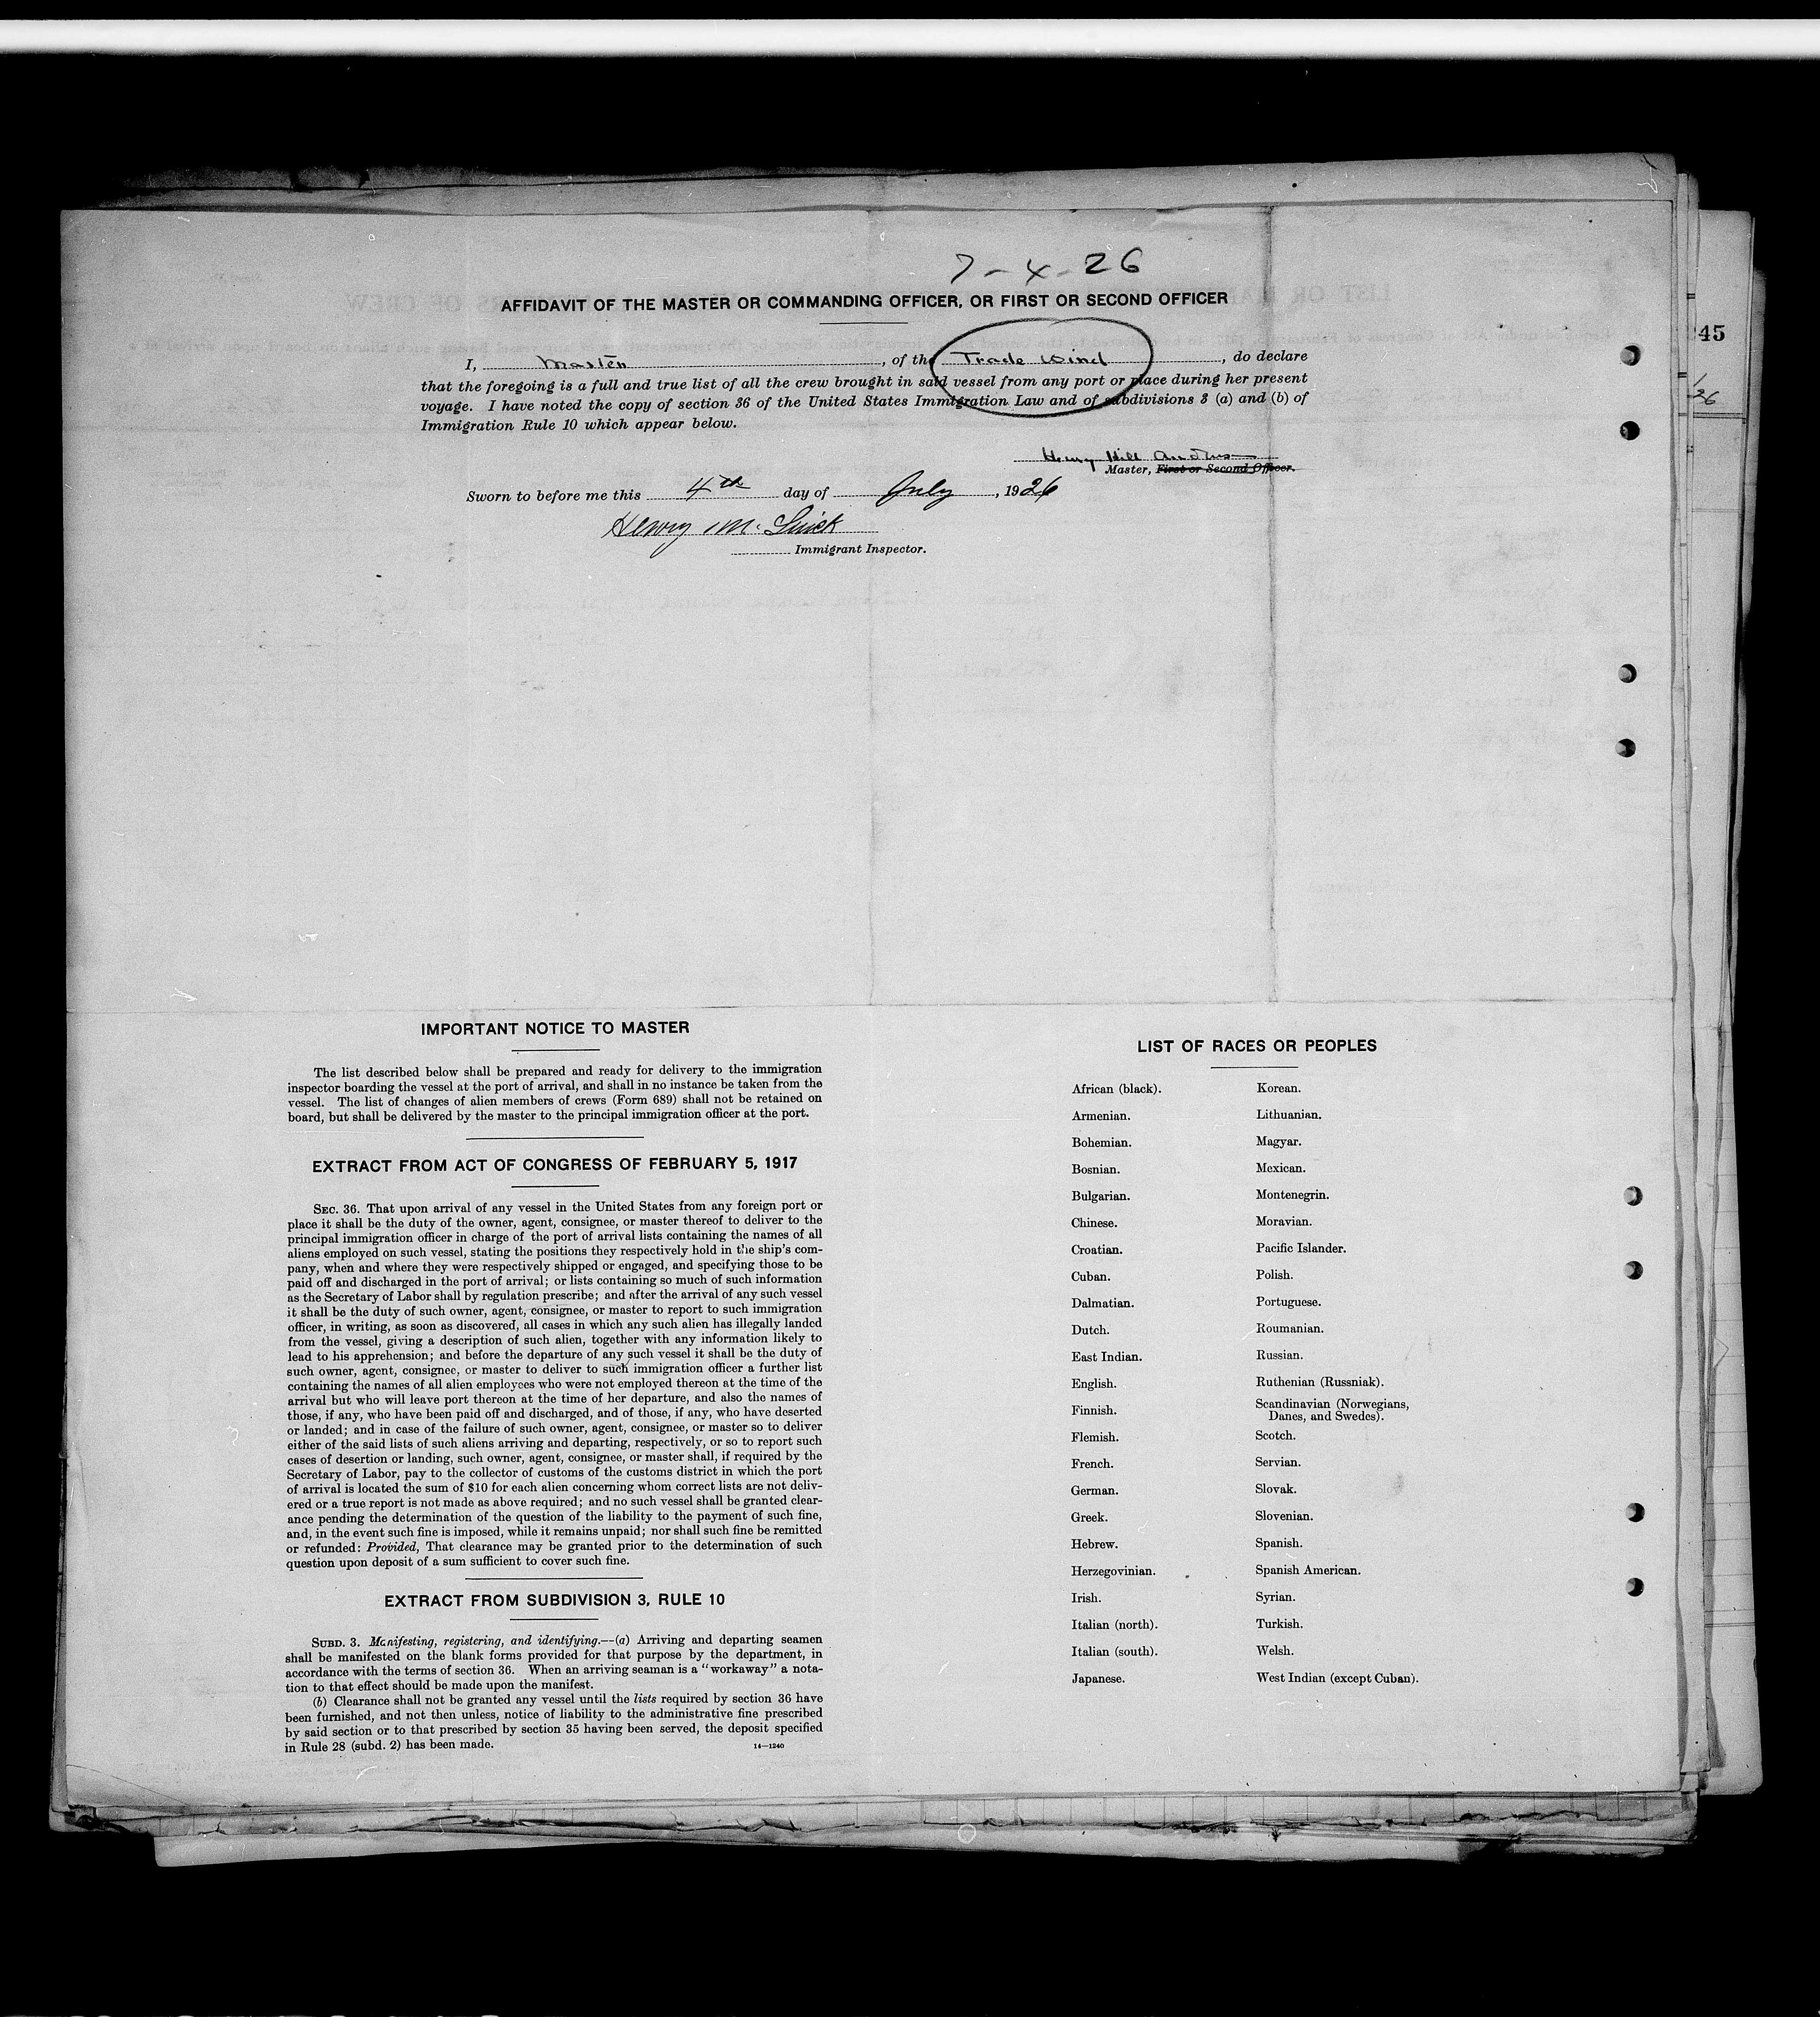 7-4-26
AFFIDAVIT OF THE MASTER OR COMMANDING OFFICER, OR FIRST OR SECOND OFFICER
I, Master, of the Trade Wind, do declare
that the foregoing is a full and true list of all the crew brought in said vessel from any port or place during her present
voyage. I have noted the copy of section 36 of the United States Immigration Law and of subdivisions 3 (a) and (b) of
Immigration Rule 10 which appear below.
Henry Hill
Master, First or Second Officer.
Sworn to before me this 4th day of July, 1926
Henry M.
Immigrant Inspector.
45
26
IMPORTANT NOTICE TO MASTER
The list described below shall be prepared and ready for delivery to the immigration
inspector boarding the vessel at the port of arrival, and shall in no instance be taken from the
vessel. The list of changes of alien members of crews (Form 689) shall not be retained on
board, but shall be delivered by the master to the principal immigration officer at the port.
EXTRACT FROM ACT OF CONGRESS OF FEBRUARY 5, 1917
SEC. 36. That upon arrival of any vessel in the United States from any foreign port or
place it shall be the duty of the owner, agent, consignee, or master thereof to deliver to the
principal immigration officer in charge of the port of arrival lists containing the names of all
aliens employed on such vessel, stating the positions they respectively hold in the ship's com-
pany, when and where they were respectively shipped or engaged, and specifying those to be
paid off and discharged in the port of arrival; or lists containing so much of such information
as the Secretary of Labor shall by regulation prescribe; and after the arrival of any such vessel
it shall be the duty of such owner, agent, consignee, or master to report to such immigration
officer, in writing, as soon as discovered, all cases in which any such alien has illegally landed
from the vessel, giving a description of such alien, together with any information likely to
lead to his apprehension; and before the departure of any such vessel it shall be the duty of
such owner, agent, consignee, or master to deliver to such immigration officer a further list
containing the names of all alien employees who were not employed thereon at the time of the
arrival but who will leave port thereon at the time of her departure, and also the names of
those, if any, who have been paid off and discharged, and of those, if any, who have deserted
or landed; and in case of the failure of such owner, agent, consignee, or master so to deliver
either of the said lists of such aliens arriving and departing, respectively, or so to report such
cases of desertion or landing, such owner, agent, consignee, or master shall, if required by the
Secretary of Labor, pay to the collector of customs of the customs district in which the port
of arrival is located the sum of $10 for each alien concerning whom correct lists are not deliv-
ered or a true report is not made as above required; and no such vessel shall be granted clear-
ance pending the determination of the question of the liability to the payment of such fine,
and, in the event such fine is imposed, while it remains unpaid; nor shall such fine be remitted
or refunded: Provided, That clearance may be granted prior to the determination of such
question upon deposit of a sum sufficient to cover such fine.
EXTRACT FROM SUBDIVISION 3, RULE 10
SUBD. 3. Manifesting, registering, and identifying.—(a) Arriving and departing seamen
shall be manifested on the blank forms provided for that purpose by the department, in
accordance with the terms of section 36. When an arriving seaman is a "workaway" a nota-
tion to that effect should be made upon the manifest.
(b) Clearance shall not be granted any vessel until the lists required by section 36 have
been furnished, and not then unless, notice of liability to the administrative fine prescribed
by said section or to that prescribed by section 35 having been served, the deposit specified
in Rule 28 (subd. 2) has been made.
14—1240
LIST OF RACES OR PEOPLES
African (black).
Armenian.
Bohemian.
Bosnian.
Bulgarian.
Chinese.
Croatian.
Cuban.
Dalmatian.
Dutch.
East Indian.
English.
Finnish.
Flemish.
French.
German.
Greek.
Hebrew.
Herzegovinian.
Irish.
Italian (north).
Italian (south).
Japanese.
Korean.
Lithuanian.
Magyar.
Mexican.
Montenegrin.
Moravian.
Pacific Islander.
Polish.
Portuguese.
Roumanian.
Russian.
Ruthenian (Russniak).
Scandinavian (Norwegians,
Danes, and Swedes).
Scotch.
Servian.
Slovak.
Slovenian.
Spanish.
Spanish American.
Syrian.
Turkish.
Welsh.
West Indian (except Cuban).